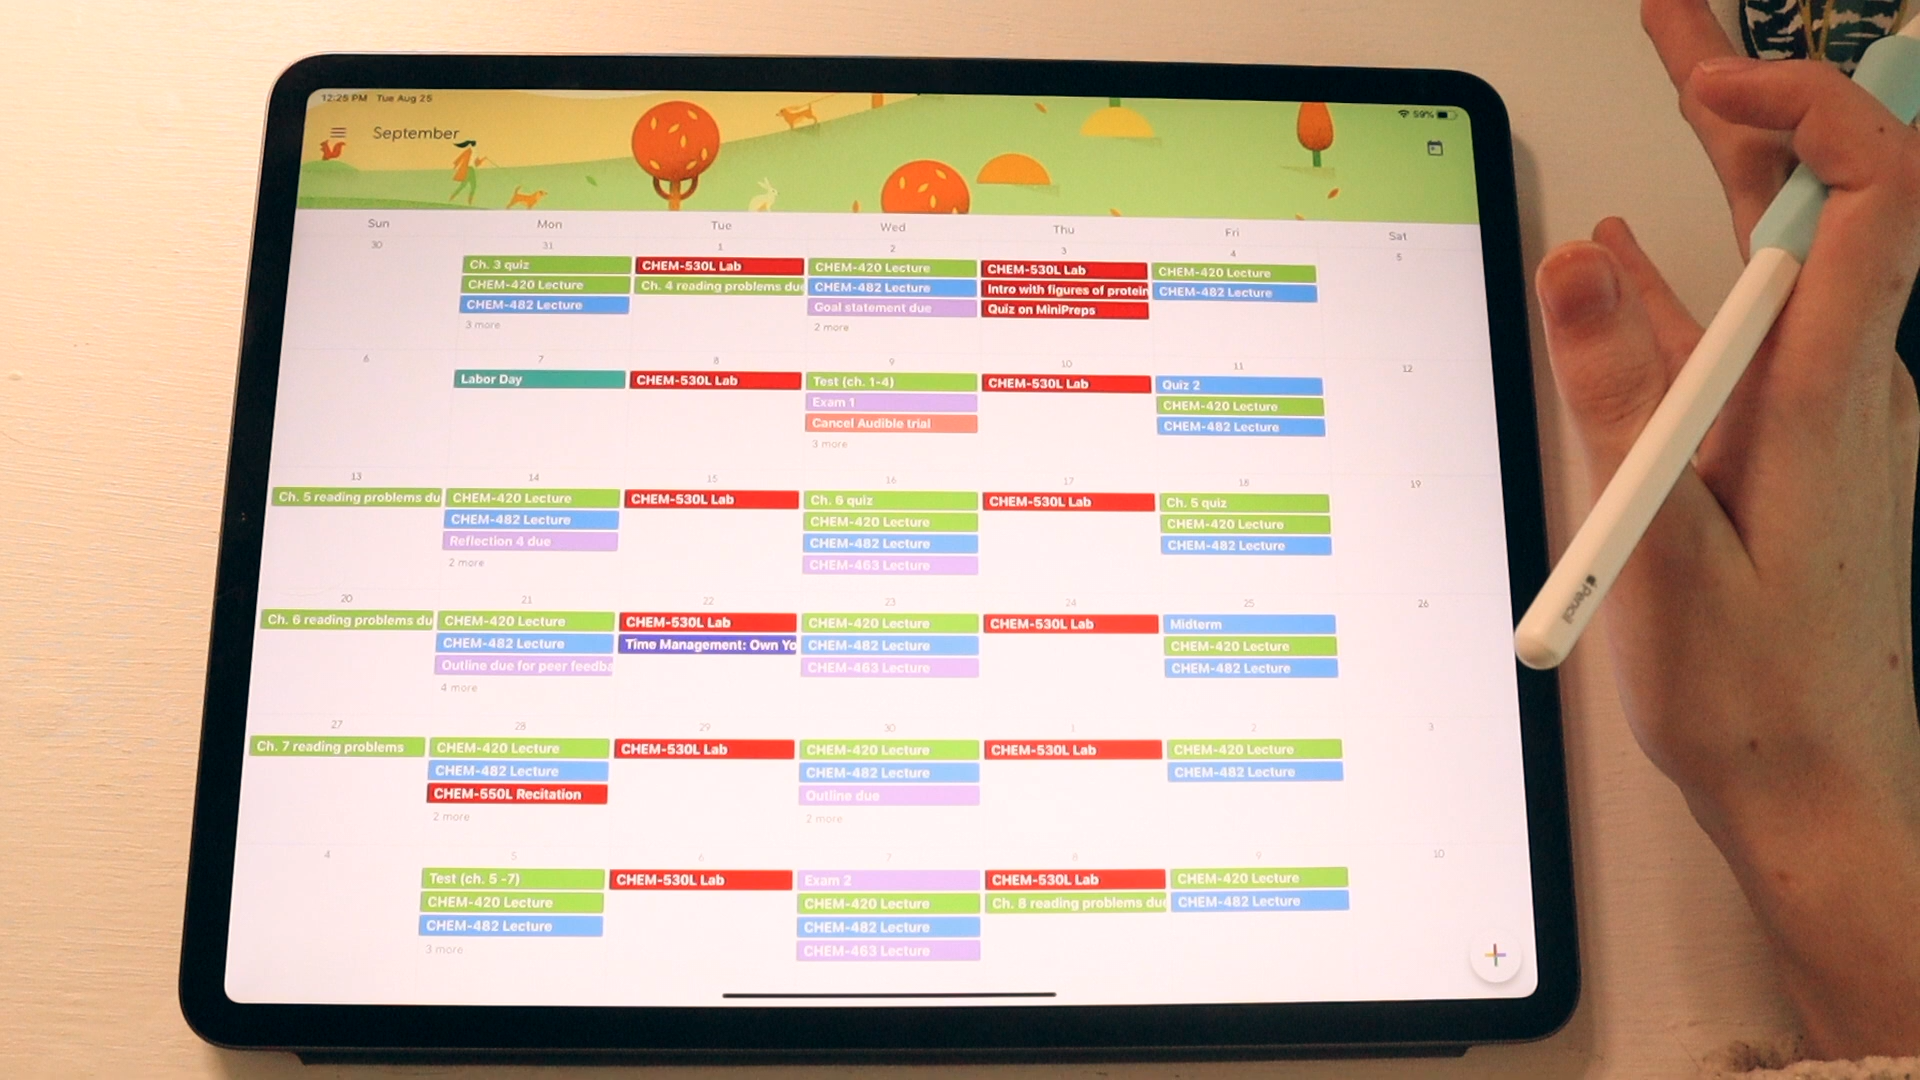 12:25 PM Tue Aug 25
59%
September
Sun Mon Tue Wed Thu Fri Sat
30 31 1 2 3 4 5
Ch. 3 quiz
CHEM-420 Lecture
CHEM-482 Lecture
3 more
CHEM-530L Lab
Ch. 4 reading problems du
CHEM-420 Lecture
CHEM-482 Lecture
Goal statement due
2 more
CHEM-530L Lab
Intro with figures of protein
Quiz on MiniPreps
CHEM-420 Lecture
CHEM-482 Lecture
6 7 8 9 10 11 12
Labor Day
CHEM-530L Lab
Test (ch. 1-4)
Exam 1
Cancel Audible trial
3 more
CHEM-530L Lab
Quiz 2
CHEM-420 Lecture
CHEM-482 Lecture
13 14 15 16 17 18 19
Ch. 5 reading problems du
CHEM-420 Lecture
CHEM-482 Lecture
Reflection 4 due
2 more
CHEM-530L Lab
Ch. 6 quiz
CHEM-420 Lecture
CHEM-482 Lecture
CHEM-463 Lecture
CHEM-530L Lab
Ch. 5 quiz
CHEM-420 Lecture
CHEM-482 Lecture
20 21 22 23 24 25 26
Ch. 6 reading problems du
CHEM-420 Lecture
CHEM-482 Lecture
Outline due for peer feedba
4 more
CHEM-530L Lab
Time Management: Own Yo
CHEM-420 Lecture
CHEM-482 Lecture
CHEM-463 Lecture
CHEM-530L Lab
Midterm
CHEM-420 Lecture
CHEM-482 Lecture
27 28 29 30 1 2 3
Ch. 7 reading problems
CHEM-420 Lecture
CHEM-482 Lecture
CHEM-550L Recitation
2 more
CHEM-530L Lab
CHEM-420 Lecture
CHEM-482 Lecture
Outline due
2 more
CHEM-530L Lab
CHEM-420 Lecture
CHEM-482 Lecture
4 5 6 7 8 9 10
Test (ch. 5 -7)
CHEM-420 Lecture
CHEM-482 Lecture
3 more
CHEM-530L Lab
Exam 2
CHEM-420 Lecture
CHEM-482 Lecture
CHEM-463 Lecture
CHEM-530L Lab
Ch. 8 reading problems du
CHEM-420 Lecture
CHEM-482 Lecture
Pencil